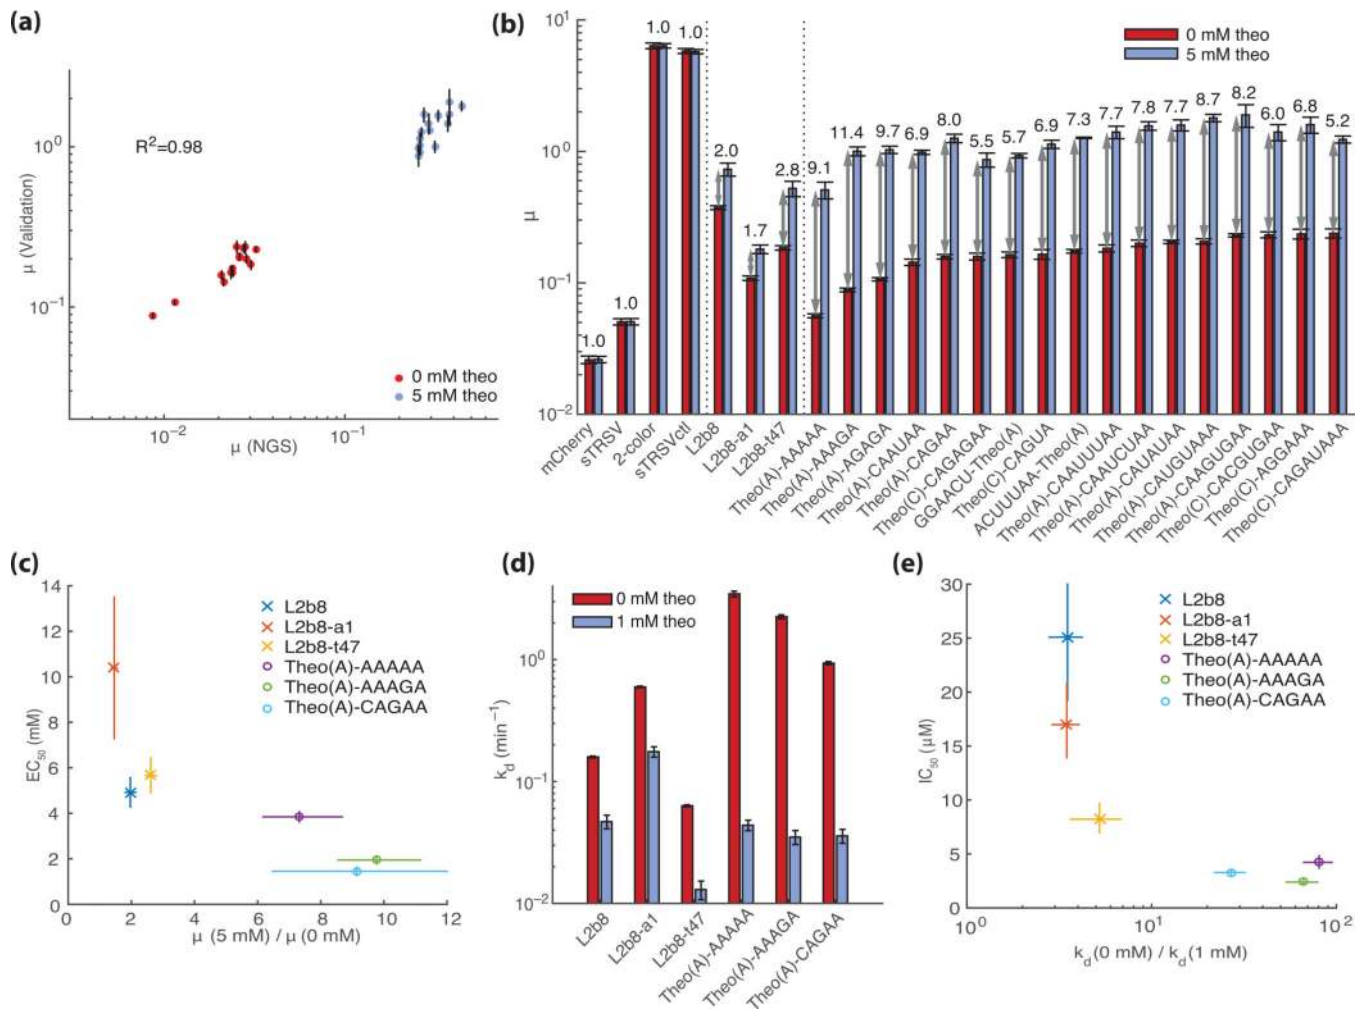 (a)
10¹
10⁰
10⁻¹
μ (Validation)
R²=0.98
0 mM theo
5 mM theo
10⁻² 10⁻¹
μ (NGS)
(b)
10¹
10⁰
10⁻¹
10⁻²
μ
0 mM theo
5 mM theo
1.0 1.0 1.0 1.0 2.0 1.7 2.8 9.1 11.4 9.7 6.9 8.0 5.5 5.7 6.9 7.3 7.7 7.8 7.7 8.7 8.2 6.0 6.8 5.2
mCherry
sTRSV
2-color
sTRSVctl
L2b8
L2b8-a1
L2b8-t47
Theo(A)-AAAAA
Theo(A)-AAAGA
Theo(A)-AGAGA
Theo(A)-CAAUAA
Theo(A)-CAGAA
Theo(C)-CAGAGAA
GGAACU-Theo(A)
Theo(C)-CAGUA
ACUUUAA-Theo(A)
Theo(A)-CAAUUUAA
Theo(A)-CAAUCUAA
Theo(A)-CAUAUAA
Theo(A)-CAUGUAAA
Theo(A)-CAAGUGAA
Theo(C)-CACGUGAA
Theo(C)-AGGAAA
Theo(C)-CAGAUAAA
(c)
14
12
10
8
6
4
2
0
EC₅₀ (mM)
L2b8
L2b8-a1
L2b8-t47
Theo(A)-AAAAA
Theo(A)-AAAGA
Theo(A)-CAGAA
0 2 4 6 8 10 12
μ (5 mM) / μ (0 mM)
(d)
0 mM theo
1 mM theo
10⁰
10⁻¹
10⁻²
k_d (min⁻¹)
L2b8
L2b8-a1
L2b8-t47
Theo(A)-AAAAA
Theo(A)-AAAGA
Theo(A)-CAGAA
(e)
30
25
20
15
10
5
0
IC₅₀ (μM)
L2b8
L2b8-a1
L2b8-t47
Theo(A)-AAAAA
Theo(A)-AAAGA
Theo(A)-CAGAA
10⁰ 10¹ 10²
k_d(0 mM) / k_d(1 mM)